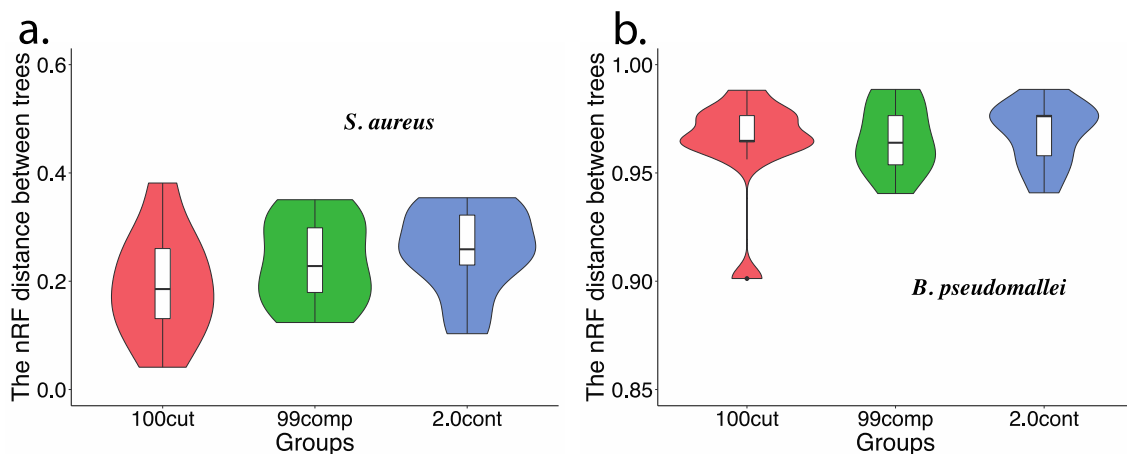 a.
The nRF distance between trees
0.6
0.4
0.2
0.0
S. aureus
100cut
99comp
2.0cont
Groups
b.
The nRF distance between trees
1.00
0.95
0.90
0.85
B. pseudomallei
100cut
99comp
2.0cont
Groups